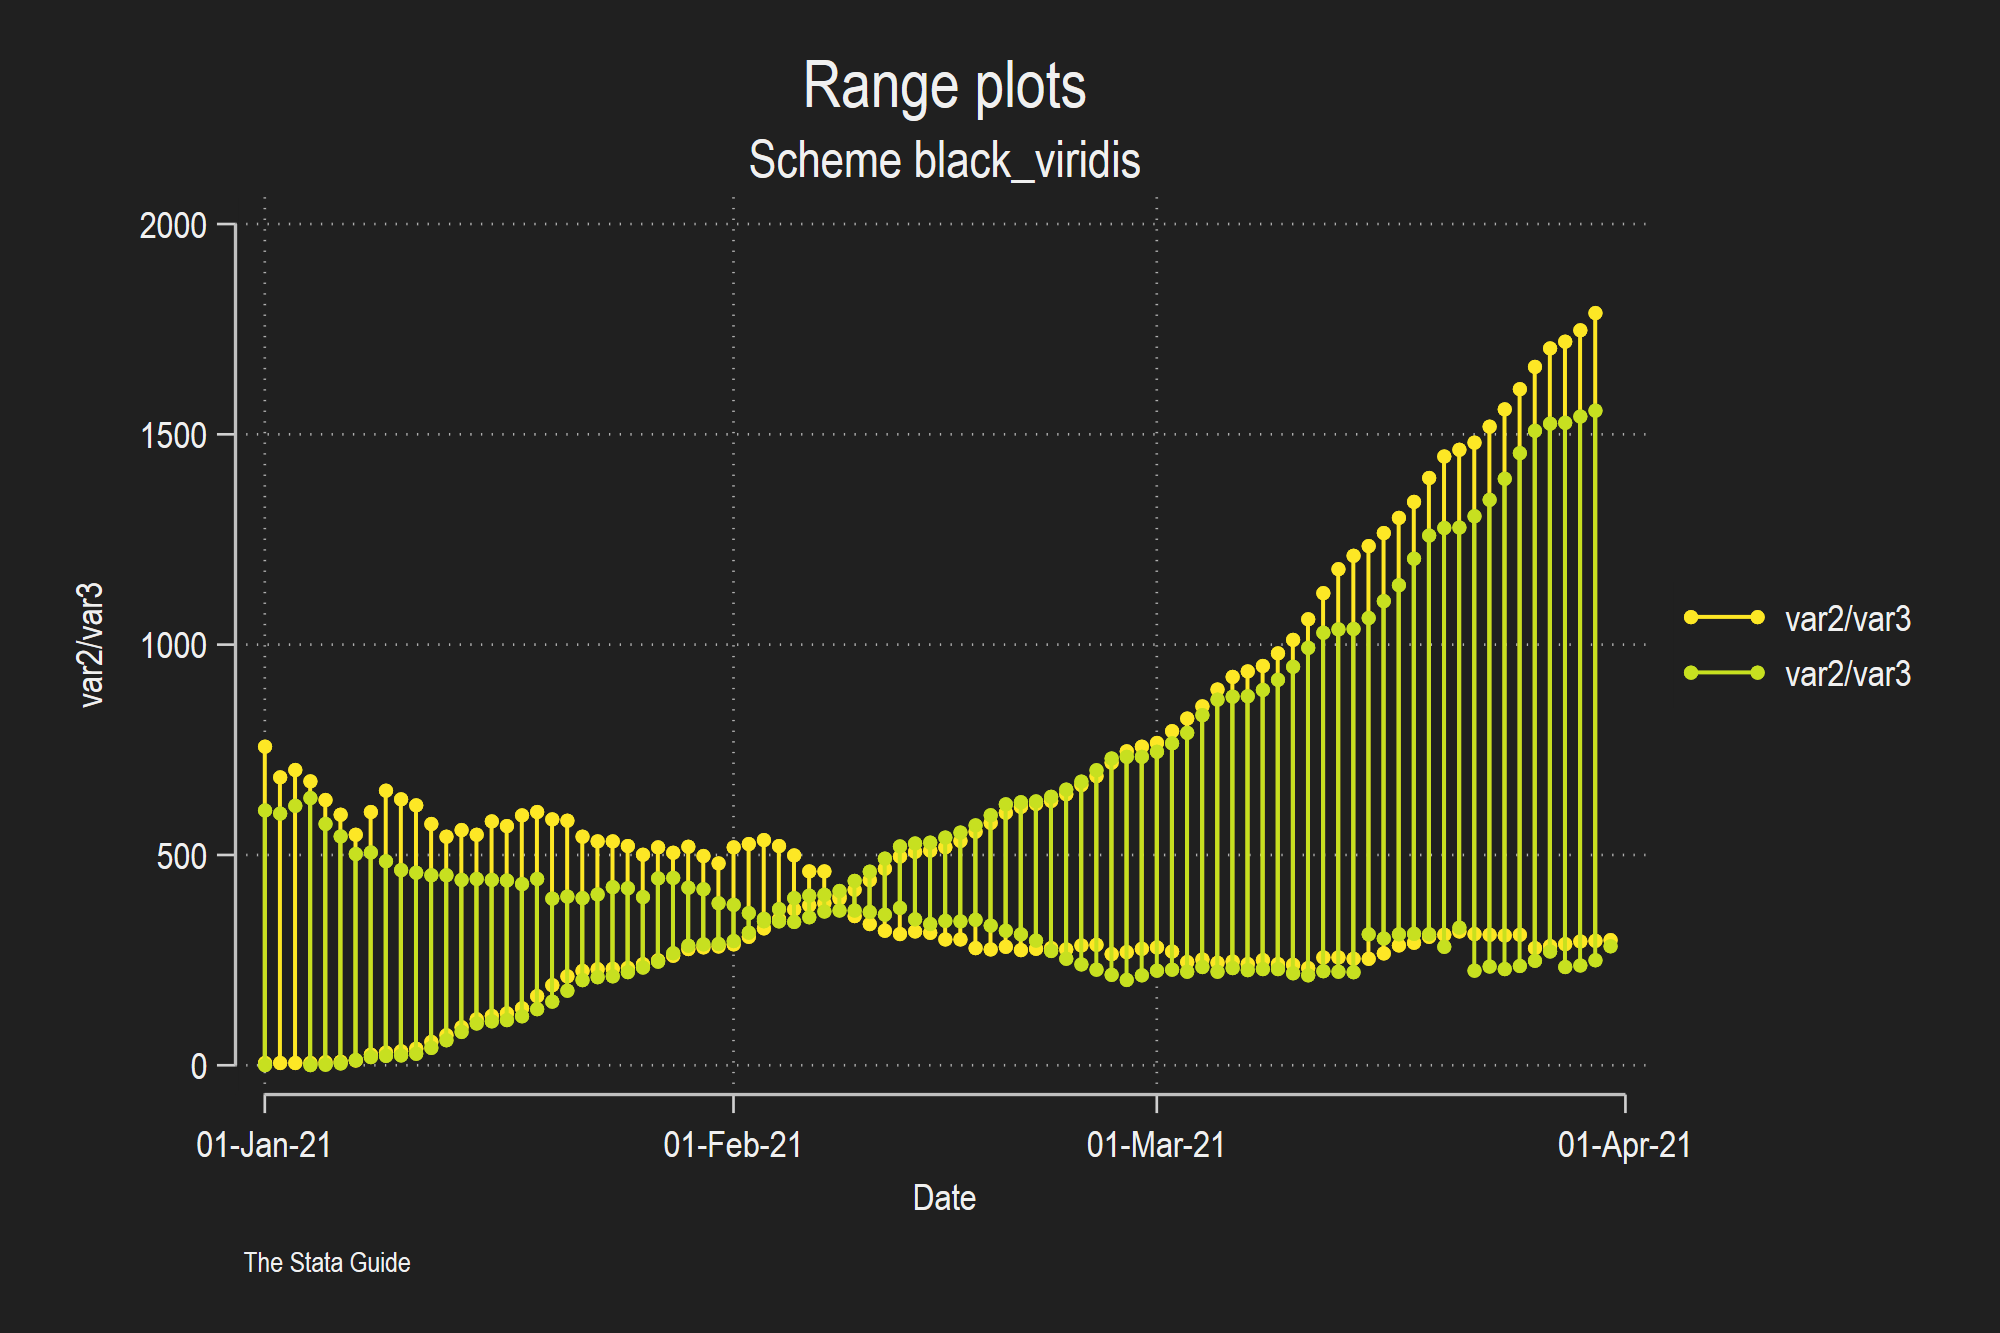 Range plots
Scheme black_viridis
2000
1500
1000
500
0
var2/var3
var2/var3
var2/var3
01-Jan-21
01-Feb-21
01-Mar-21
01-Apr-21
Date
The Stata Guide